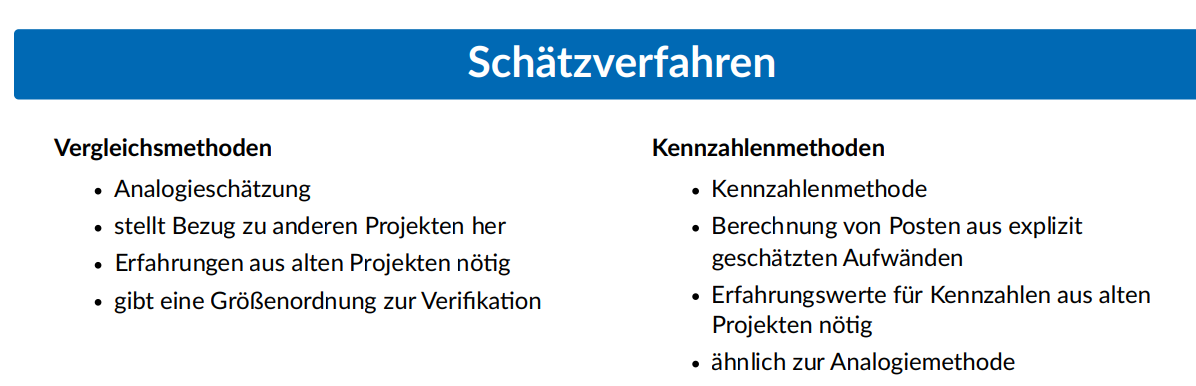 Schätzverfahren
Vergleichsmethoden
• Analogieschätzung
• stellt Bezug zu anderen Projekten her
• Erfahrungen aus alten Projekten nötig
• gibt eine Größenordnung zur Verifikation
Kennzahlenmethoden
• Kennzahlenmethode
• Berechnung von Posten aus explizit
geschätzten Aufwänden
• Erfahrungswerte für Kennzahlen aus alten
Projekten nötig
• ähnlich zur Analogiemethode